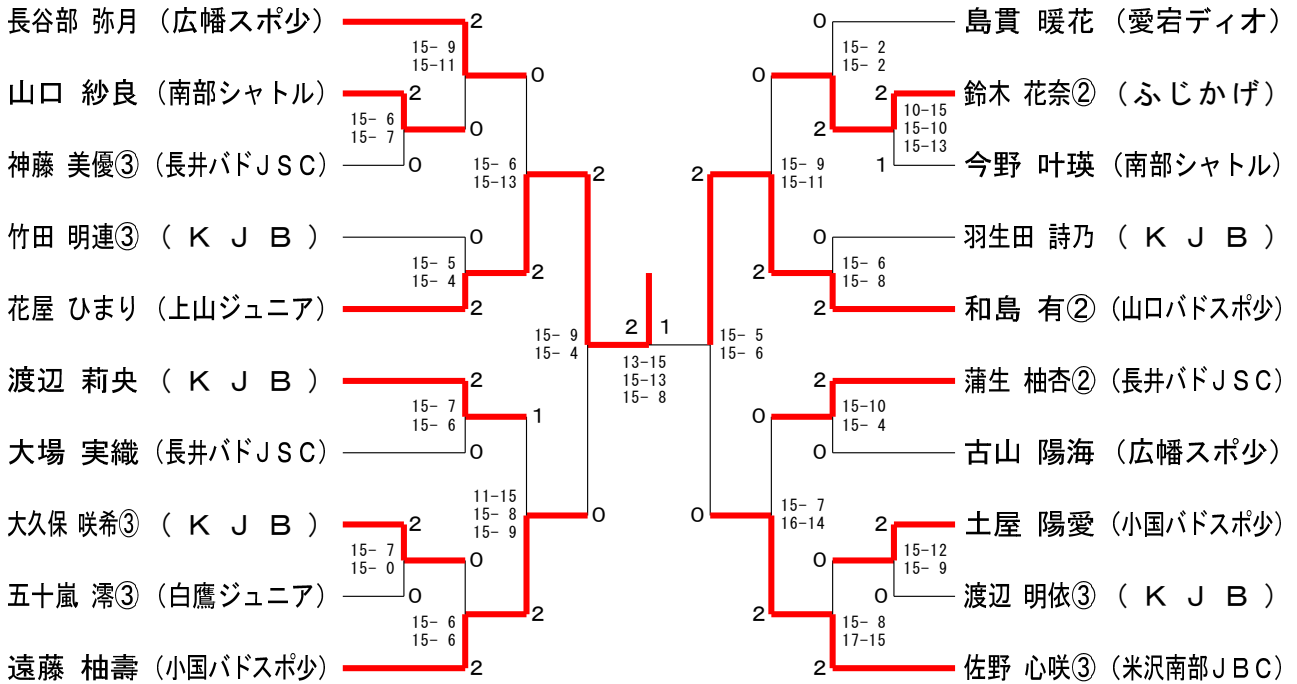 長谷部 弥月 (広幡スポ少) 2 0 島貫 暖花 (愛宕ディオ)
15- 9 15- 2
15-11 15- 2
0 0
山口 紗良 (南部シャトル) 2 2 鈴木 花奈② (ふじかげ)
15- 6 10-15
15- 7 15-10
0 2 15-13
神藤 美優③ (長井バドJSC) 0 1 今野 叶瑛 (南部シャトル)
15- 6 15- 9
15-13 15-11
2 2
竹田 明連③ (KJB) 0 0 羽生田 詩乃 (KJB)
15- 5 15- 6
15- 4 15- 8
2 2
花屋 ひまり (上山ジュニア) 2 2 和島 有② (山口バドスポ少)
2 1
15- 9 15- 5
15- 4 15- 6
13-15
15-13
15- 8
渡辺 莉央 (KJB) 2 2 蒲生 柚杏② (長井バドJSC)
15- 7 15-10
15- 6 15- 4
1 0
大場 実織 (長井バドJSC) 0 0 古山 陽海 (広幡スポ少)
11-15 15- 7
15- 8 16-14
15- 9
0 0
大久保 咲希③ (KJB) 2 2 土屋 陽愛 (小国バドスポ少)
15- 7 15-12
15- 0 15- 9
0 0
五十嵐 澪③ (白鷹ジュニア) 0 0 渡辺 明依③ (KJB)
2 2
15- 6 15- 8
15- 6 17-15
遠藤 柚壽 (小国バドスポ少) 2 2 佐野 心咲③ (米沢南部JBC)